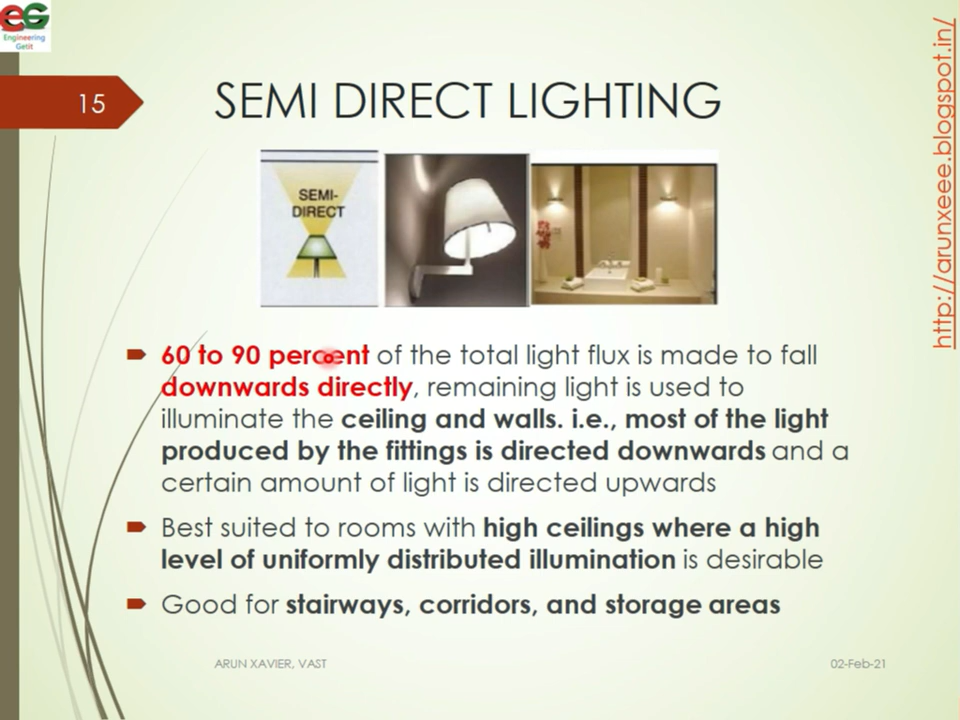 EG
Engineering
Getit
15
SEMI DIRECT LIGHTING
http://arunxeee.blogspot.in/
SEMI-
DIRECT
60 to 90 percent of the total light flux is made to fall
downwards directly, remaining light is used to
illuminate the ceiling and walls. i.e., most of the light
produced by the fittings is directed downwards and a
certain amount of light is directed upwards
Best suited to rooms with high ceilings where a high
level of uniformly distributed illumination is desirable
Good for stairways, corridors, and storage areas
ARUN XAVIER, VAST
02-Feb-21